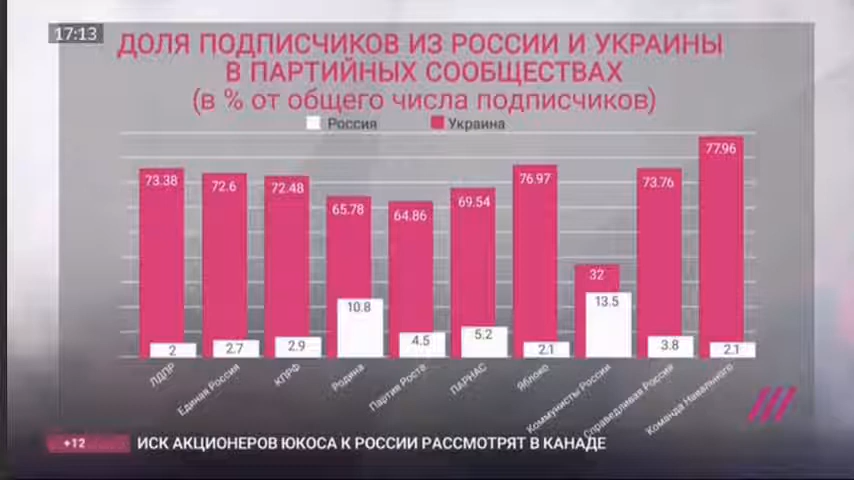 17:13
ДОЛЯ ПОДПИСЧИКОВ ИЗ РОССИИ И УКРАИНЫ
В ПАРТИЙНЫХ СООБЩЕСТВАХ
(в % от общего числа подписчиков)
Россия Украина
73.38 72.6 72.48 65.78 64.86 69.54 76.97 32 73.76 77.96
2 2.7 2.9 10.8 4.5 5.2 2.1 13.5 3.8 2.1
ЛДПР
Единая Россия
КПРФ
Родина
Партия Роста
ПАРНАС
Яблоко
Коммунисты России
Справедливая Россия
Команда Навального
+12 ИСК АКЦИОНЕРОВ ЮКОСА К РОССИИ РАССМОТРЯТ В КАНАДЕ